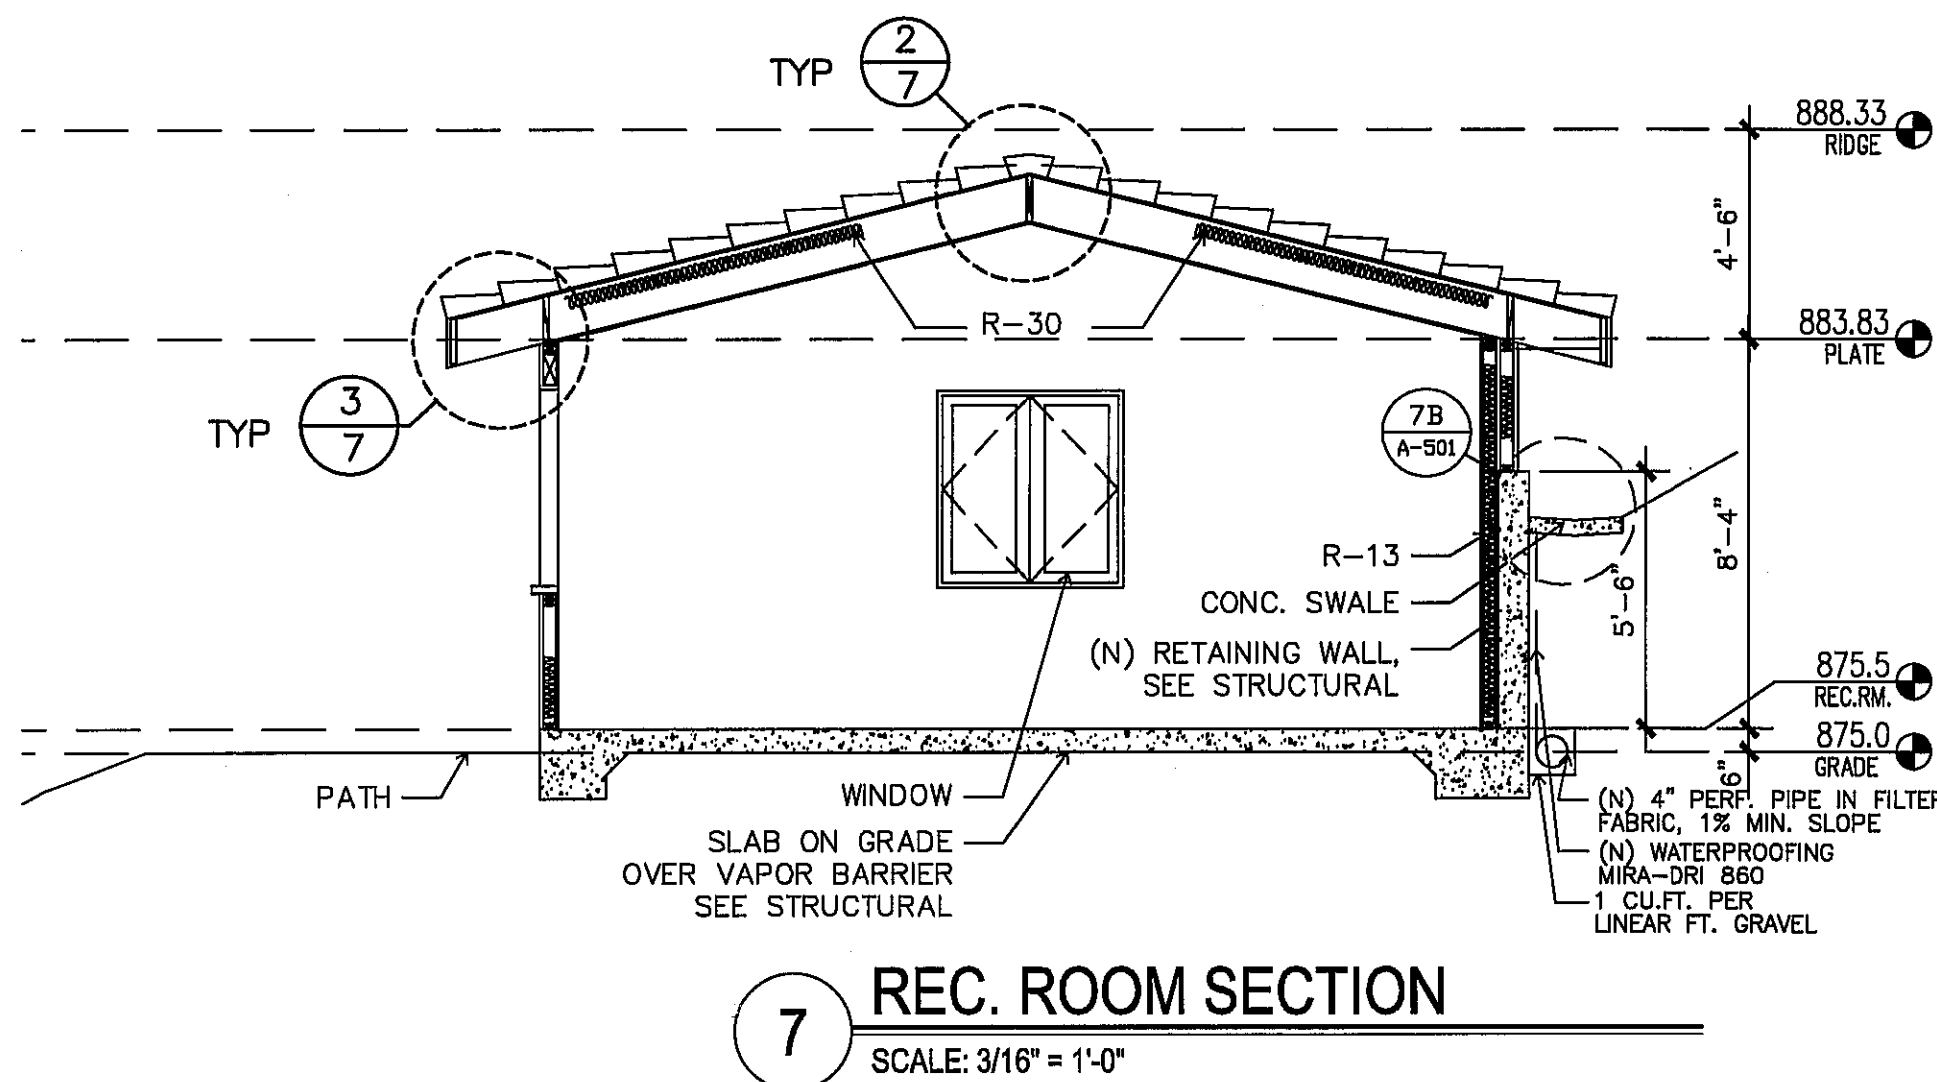 2
TYP
7
888.33
RIDGE
4'-6"
R-30
883.83
PLATE
3
TYP
7
7B
A-501
R-13
8'-4"
CONC. SWALE
5'-6"
(N) RETAINING WALL,
SEE STRUCTURAL
875.5
REC.RM.
875.0
GRADE
6"
PATH
WINDOW
(N) 4" PERF. PIPE IN FILTER
FABRIC, 1% MIN. SLOPE
SLAB ON GRADE
OVER VAPOR BARRIER
SEE STRUCTURAL
(N) WATERPROOFING
MIRA-DRI 860
1 CU.FT. PER
LINEAR FT. GRAVEL
7
REC. ROOM SECTION
SCALE: 3/16" = 1'-0"